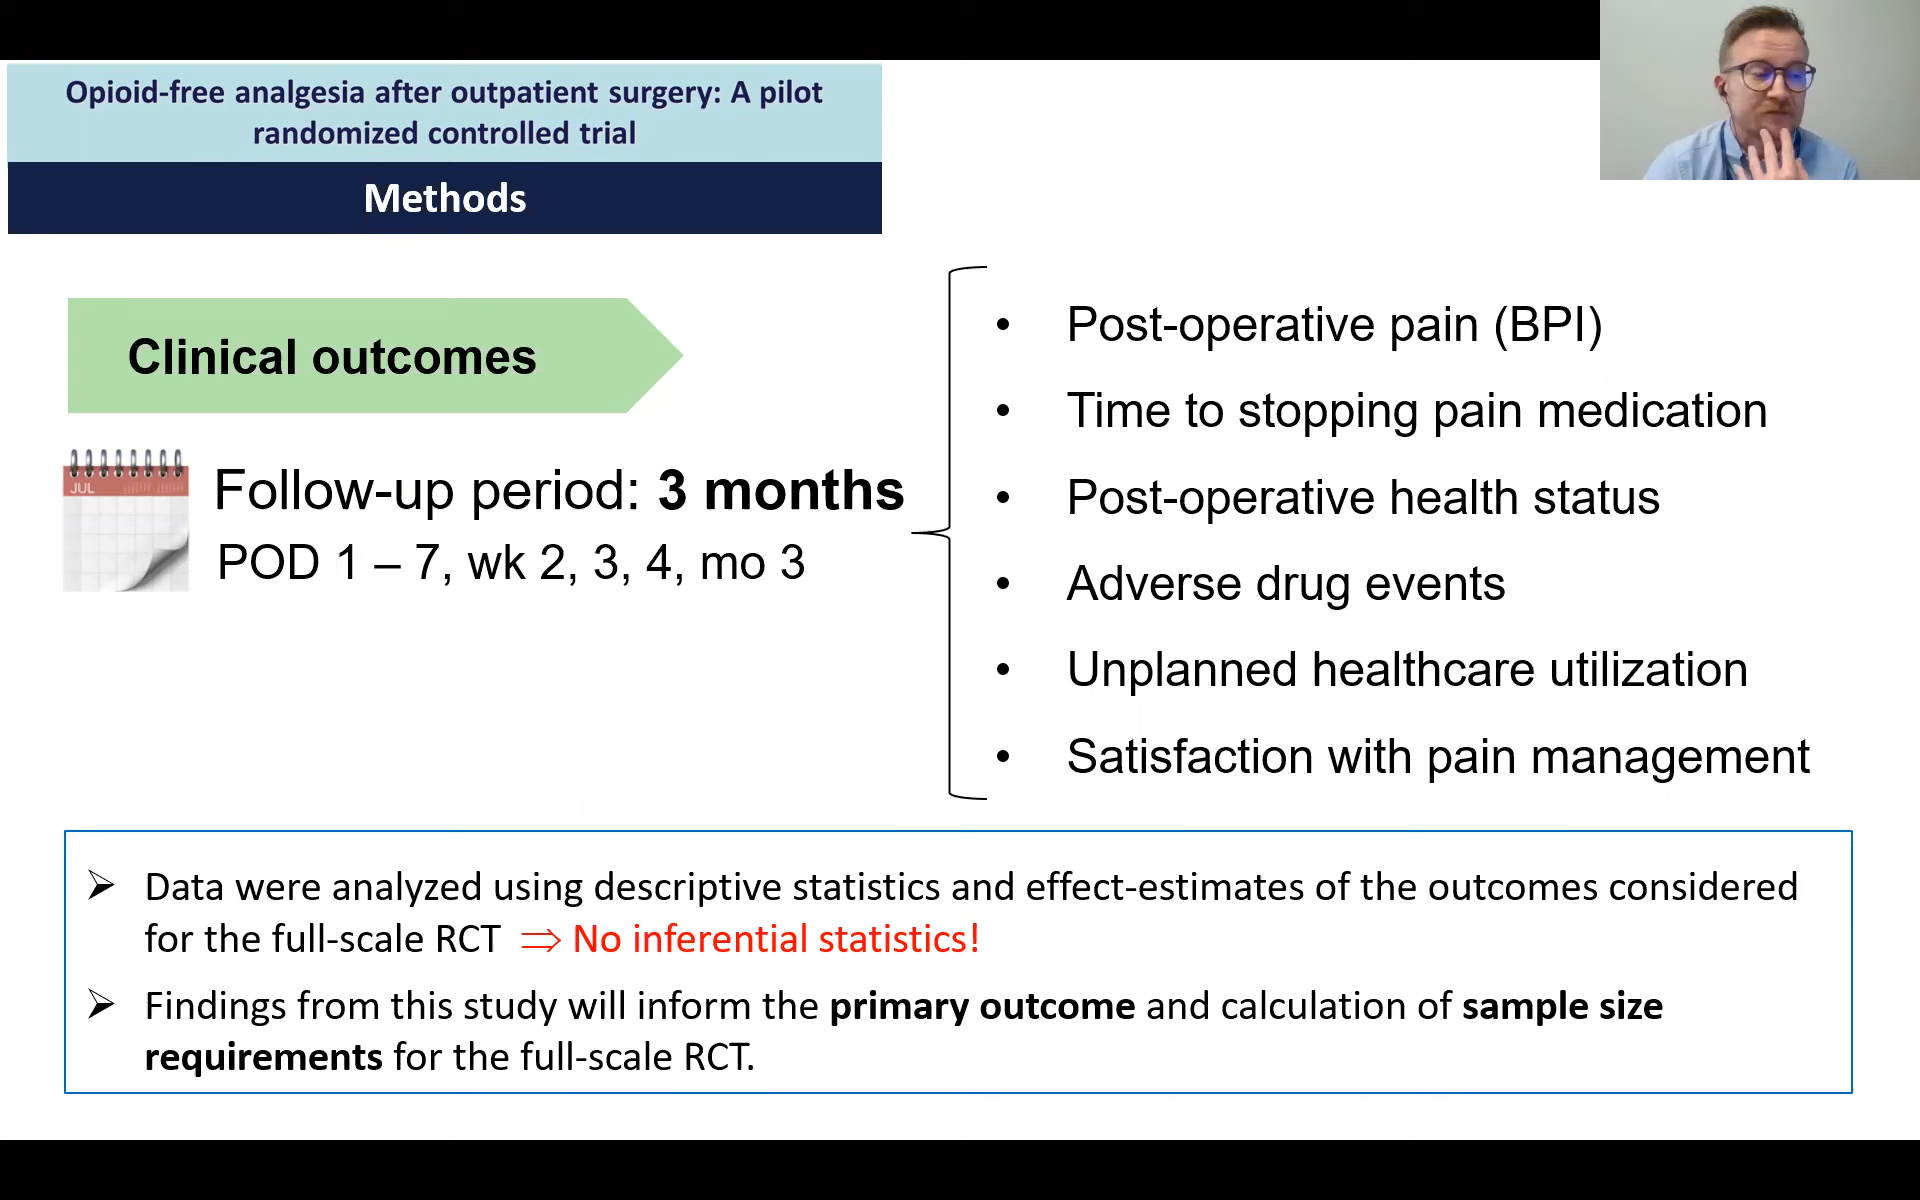 Opioid-free analgesia after outpatient surgery: A pilot
randomized controlled trial
Methods
Clinical outcomes
JUL
Follow-up period: 3 months
POD 1 – 7, wk 2, 3, 4, mo 3
• Post-operative pain (BPI)
• Time to stopping pain medication
• Post-operative health status
• Adverse drug events
• Unplanned healthcare utilization
• Satisfaction with pain management
➢ Data were analyzed using descriptive statistics and effect-estimates of the outcomes considered
for the full-scale RCT ⇒ No inferential statistics!
➢ Findings from this study will inform the primary outcome and calculation of sample size
requirements for the full-scale RCT.